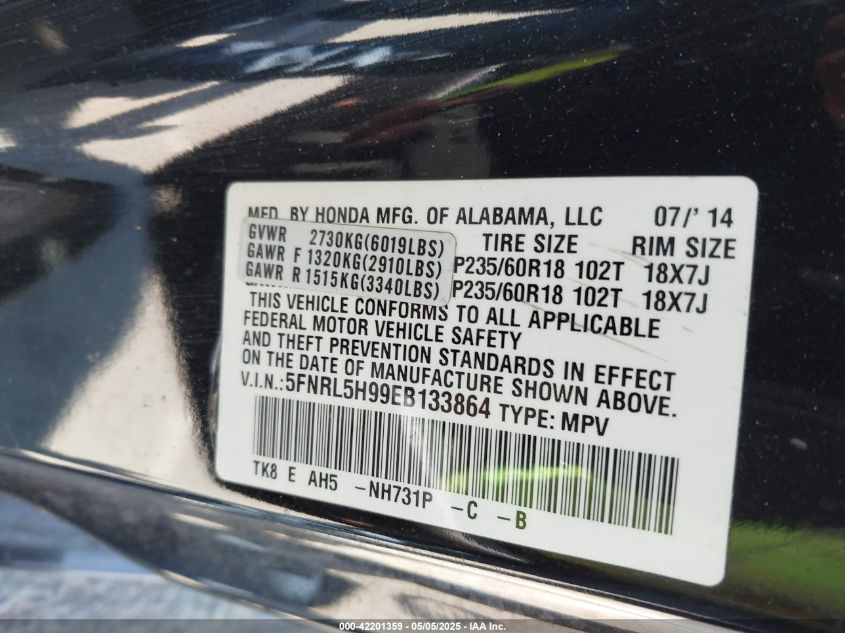 MFD. BY HONDA MFG. OF ALABAMA, LLC 07/'14
GVWR 2730KG(6019LBS) TIRE SIZE RIM SIZE
GAWR F 1320KG(2910LBS) P235/60R18 102T 18X7J
GAWR R 1515KG(3340LBS) P235/60R18 102T 18X7J
THIS VEHICLE CONFORMS TO ALL APPLICABLE
FEDERAL MOTOR VEHICLE SAFETY
AND THEFT PREVENTION STANDARDS IN EFFECT
ON THE DATE OF MANUFACTURE SHOWN ABOVE.
V.I.N.:5FNRL5H99EB133864 TYPE: MPV
TK8 E AH5 -NH731P -C -B
000-42201359 - 05/05/2025 - IAA Inc.